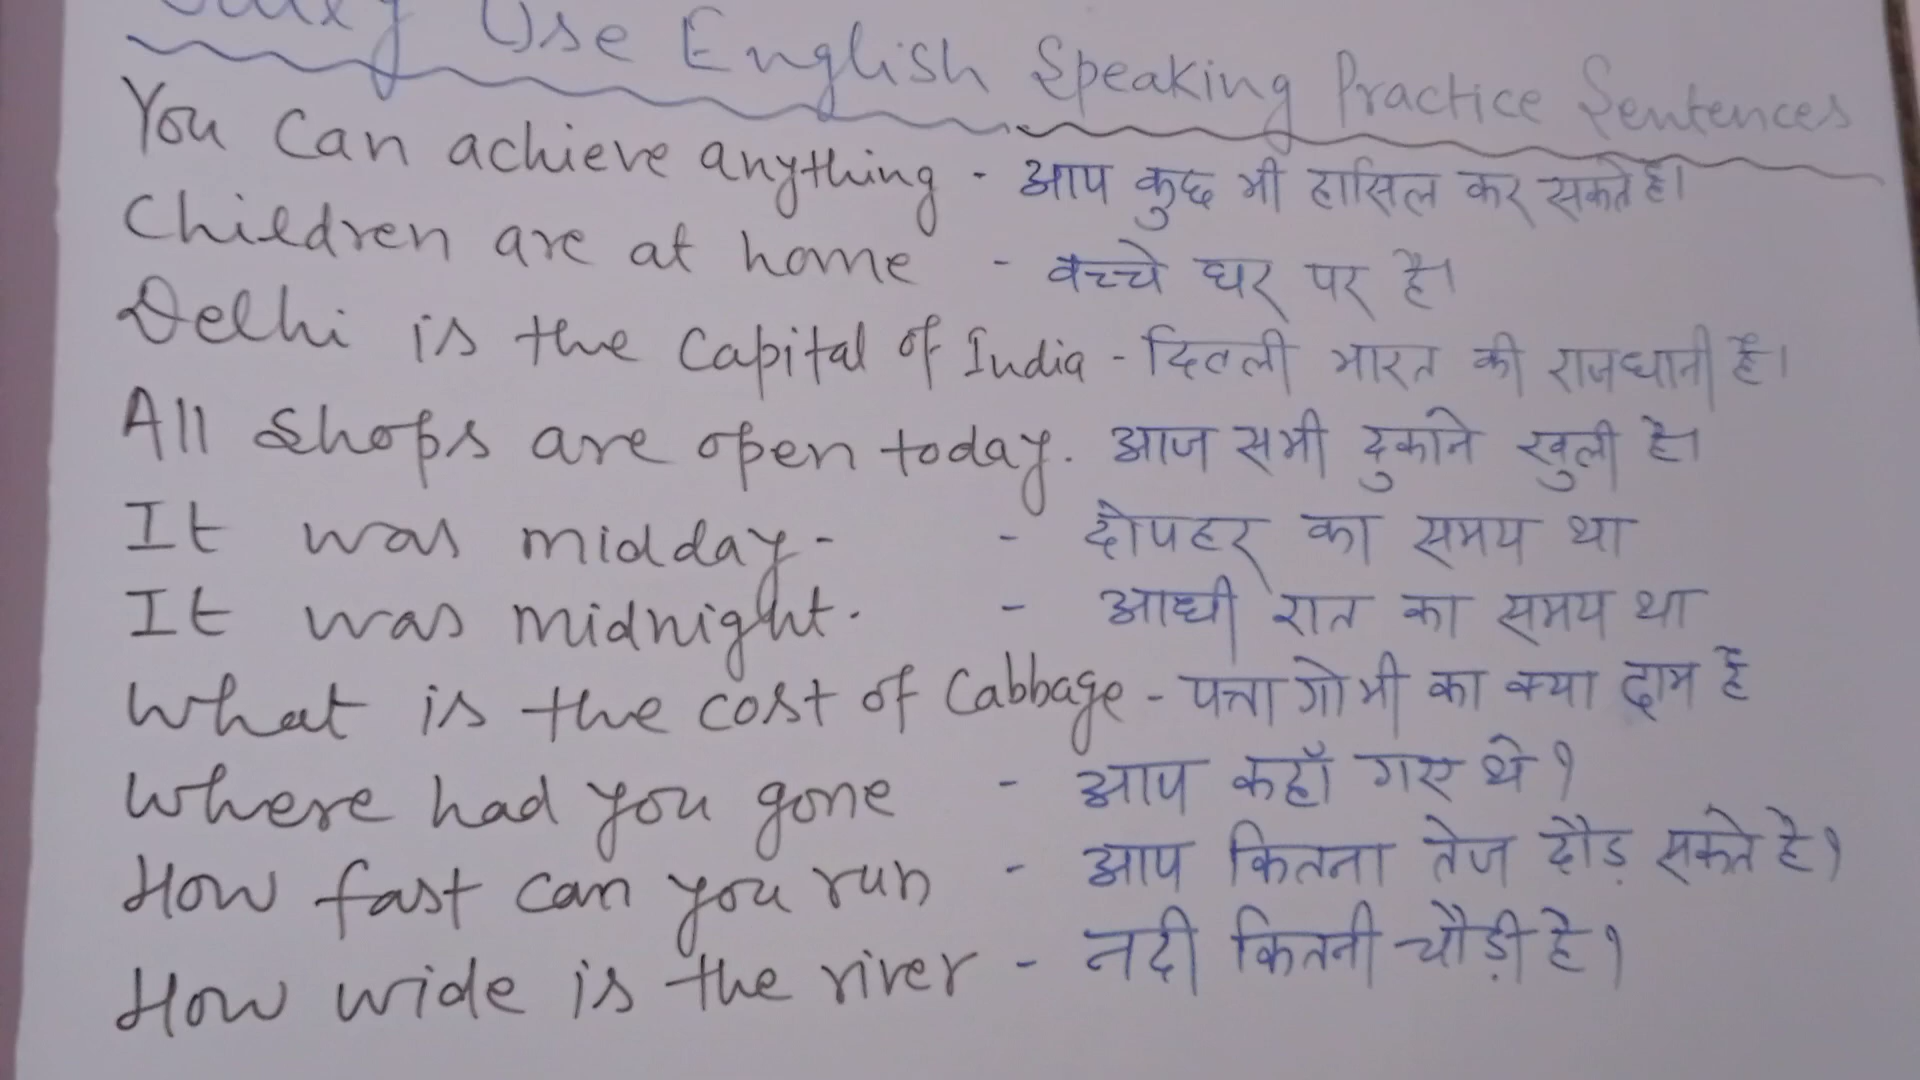 Daily Use English Speaking Practice Sentences
You Can achieve anything - आप कुछ भी हासिल कर सकते है।
Children are at home - बच्चे घर पर है।
Delhi is the Capital of India - दिल्ली भारत की राजधानी है।
All Shops are open today. आज सभी दुकाने खुली है।
It was midday - - दोपहर का समय था
It was midnight. - आधी रात का समय था
What is the cost of Cabbage - पत्ता गोभी का क्या दाम है
Where had you gone - आप कहाँ गए थे?
How fast can you run - आप कितना तेज दौड़ सकते है?
How wide is the river - नदी कितनी चौड़ी है?